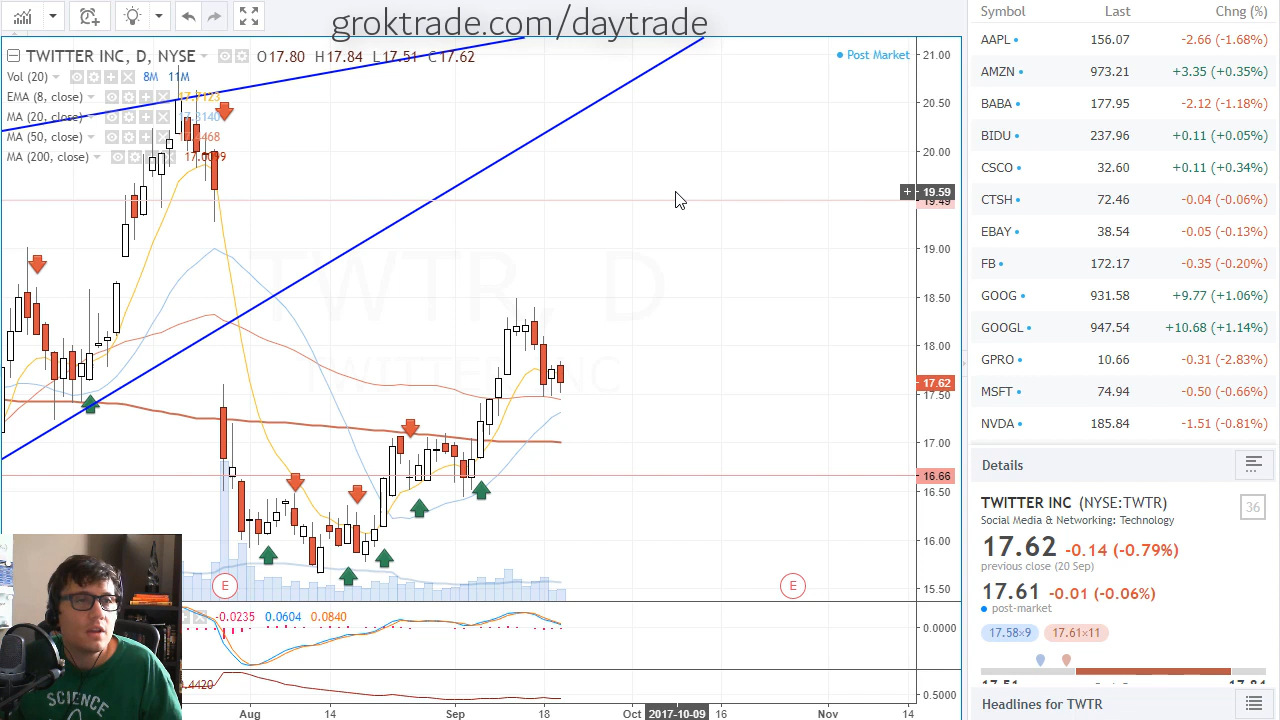 groktrade.com/daytrade
TWITTER INC, D, NYSE
O17.80 H17.84 L17.51 C17.62
Post Market
Vol (20) 8M 11M
EMA (8, close) 17.7123
MA (20, close)
MA (50, close)
MA (200, close) 17.0099
TWTR, D
TWITTER INC
21.00
20.50
20.00
19.59
19.49
19.00
18.50
18.00
17.62
17.50
17.00
16.66
16.50
16.00
15.50
E
E
-0.0235 0.0604 0.0840
0.0000
0.5000
Aug 14 Sep 18 Oct 2017-10-09 16 Nov 14
Symbol Last Chng (%)
AAPL 156.07 -2.66 (-1.68%)
AMZN 973.21 +3.35 (+0.35%)
BABA 177.95 -2.12 (-1.18%)
BIDU 237.96 +0.11 (+0.05%)
CSCO 32.60 +0.11 (+0.34%)
CTSH 72.46 -0.04 (-0.06%)
EBAY 38.54 -0.05 (-0.13%)
FB 172.17 -0.35 (-0.20%)
GOOG 931.58 +9.77 (+1.06%)
GOOGL 947.54 +10.68 (+1.14%)
GPRO 10.66 -0.31 (-2.83%)
MSFT 74.94 -0.50 (-0.66%)
NVDA 185.84 -1.51 (-0.81%)
Details
TWITTER INC (NYSE:TWTR)
Social Media & Networking: Technology
36
17.62 -0.14 (-0.79%)
previous close (20 Sep)
17.61 -0.01 (-0.06%)
post-market
17.58×9 17.61×11
Headlines for TWTR
SCIENCE